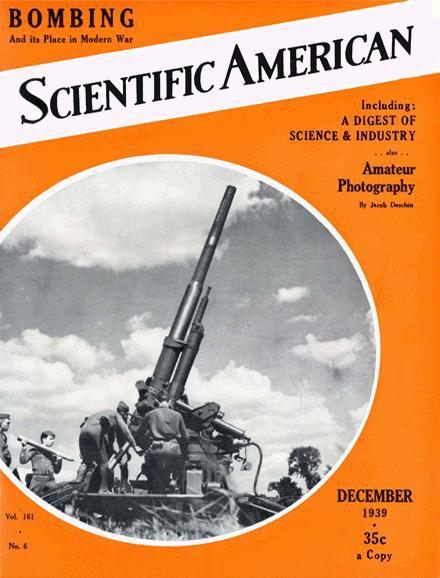 BOMBING
And its Place in Modern War
SCIENTIFIC AMERICAN
Including:
A DIGEST OF
SCIENCE & INDUSTRY
.. also ..
Amateur
Photography
By Jacob Deschin
DECEMBER
1939
•
35c
a Copy
Vol. 161
•
No. 6